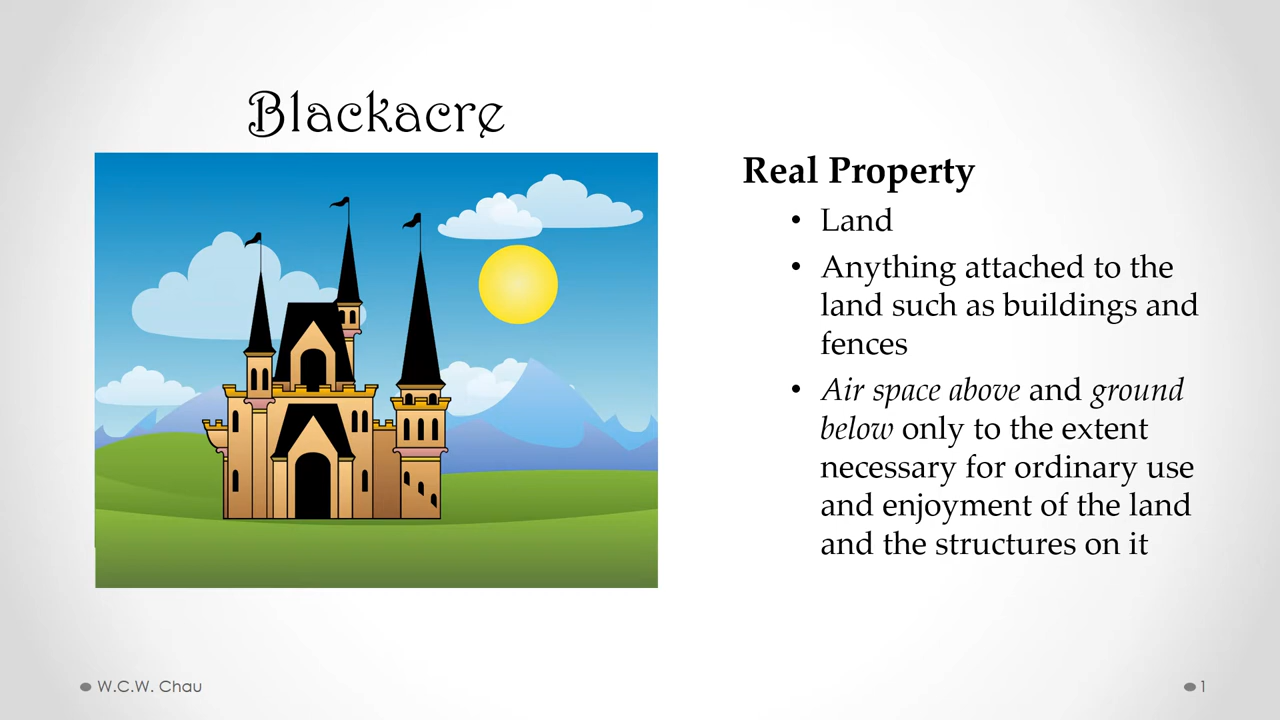 Blackacre
Real Property
• Land
• Anything attached to the
land such as buildings and
fences
• Air space above and ground
below only to the extent
necessary for ordinary use
and enjoyment of the land
and the structures on it
W.C.W. Chau
1